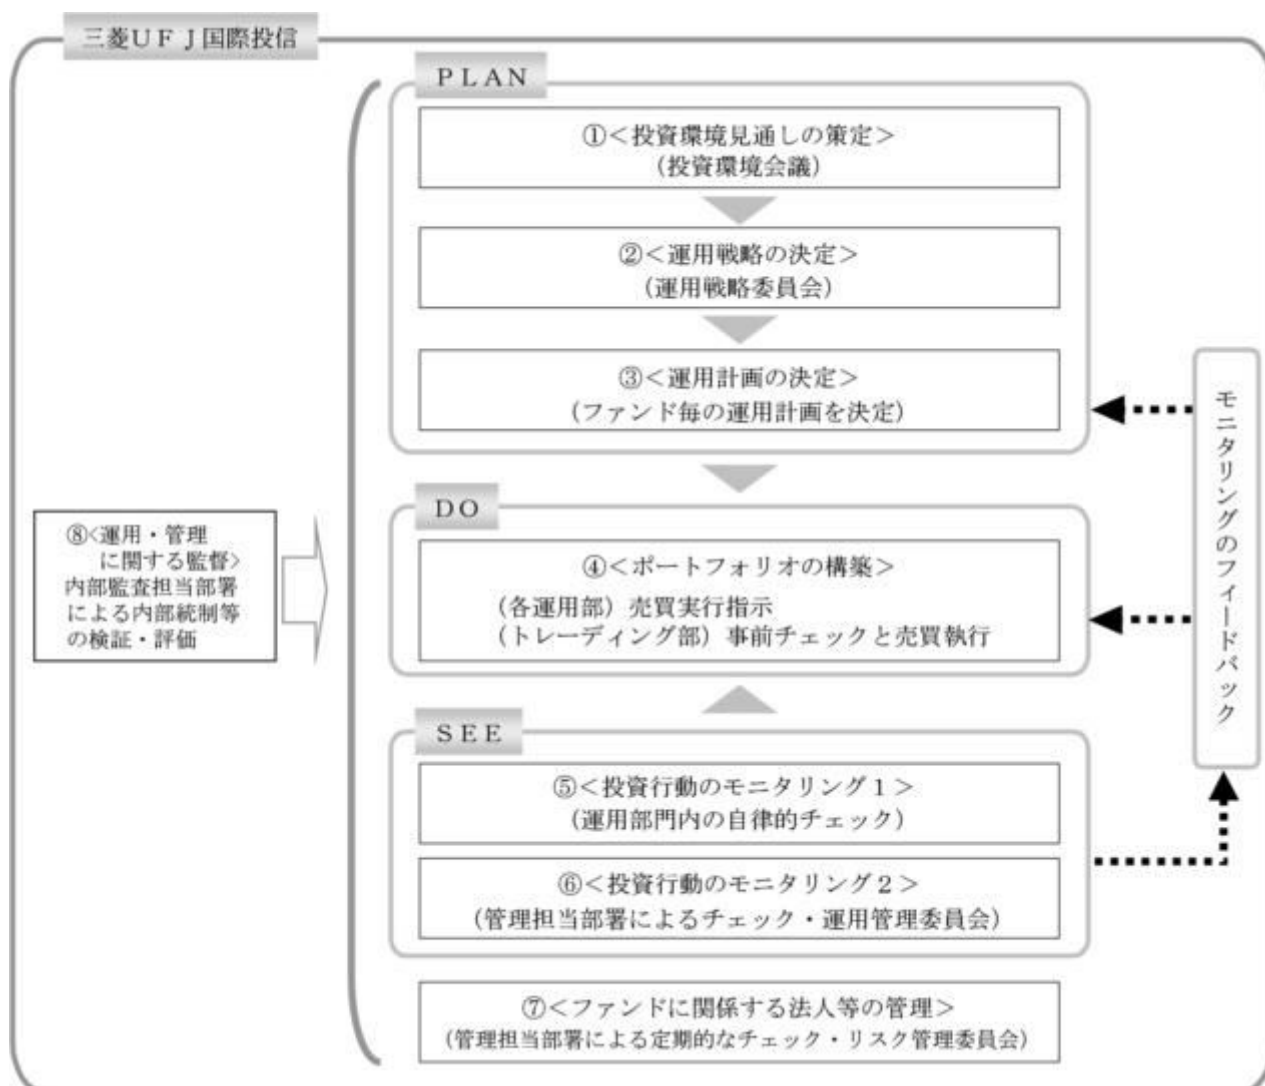 三菱ＵＦＪ国際投信
ＰＬＡＮ
①＜投資環境見通しの策定＞
（投資環境会議）
②＜運用戦略の決定＞
（運用戦略委員会）
③＜運用計画の決定＞
（ファンド毎の運用計画を決定）
ＤＯ
④＜ポートフォリオの構築＞
（各運用部）売買実行指示
（トレーディング部）事前チェックと売買執行
ＳＥＥ
⑤＜投資行動のモニタリング１＞
（運用部門内の自律的チェック）
⑥＜投資行動のモニタリング２＞
（管理担当部署によるチェック・運用管理委員会）
⑦＜ファンドに関係する法人等の管理＞
（管理担当部署による定期的なチェック・リスク管理委員会）
⑧<運用・管理
に関する監督>
内部監査担当部署
による内部統制等
の検証・評価
モニタリングのフィードバック